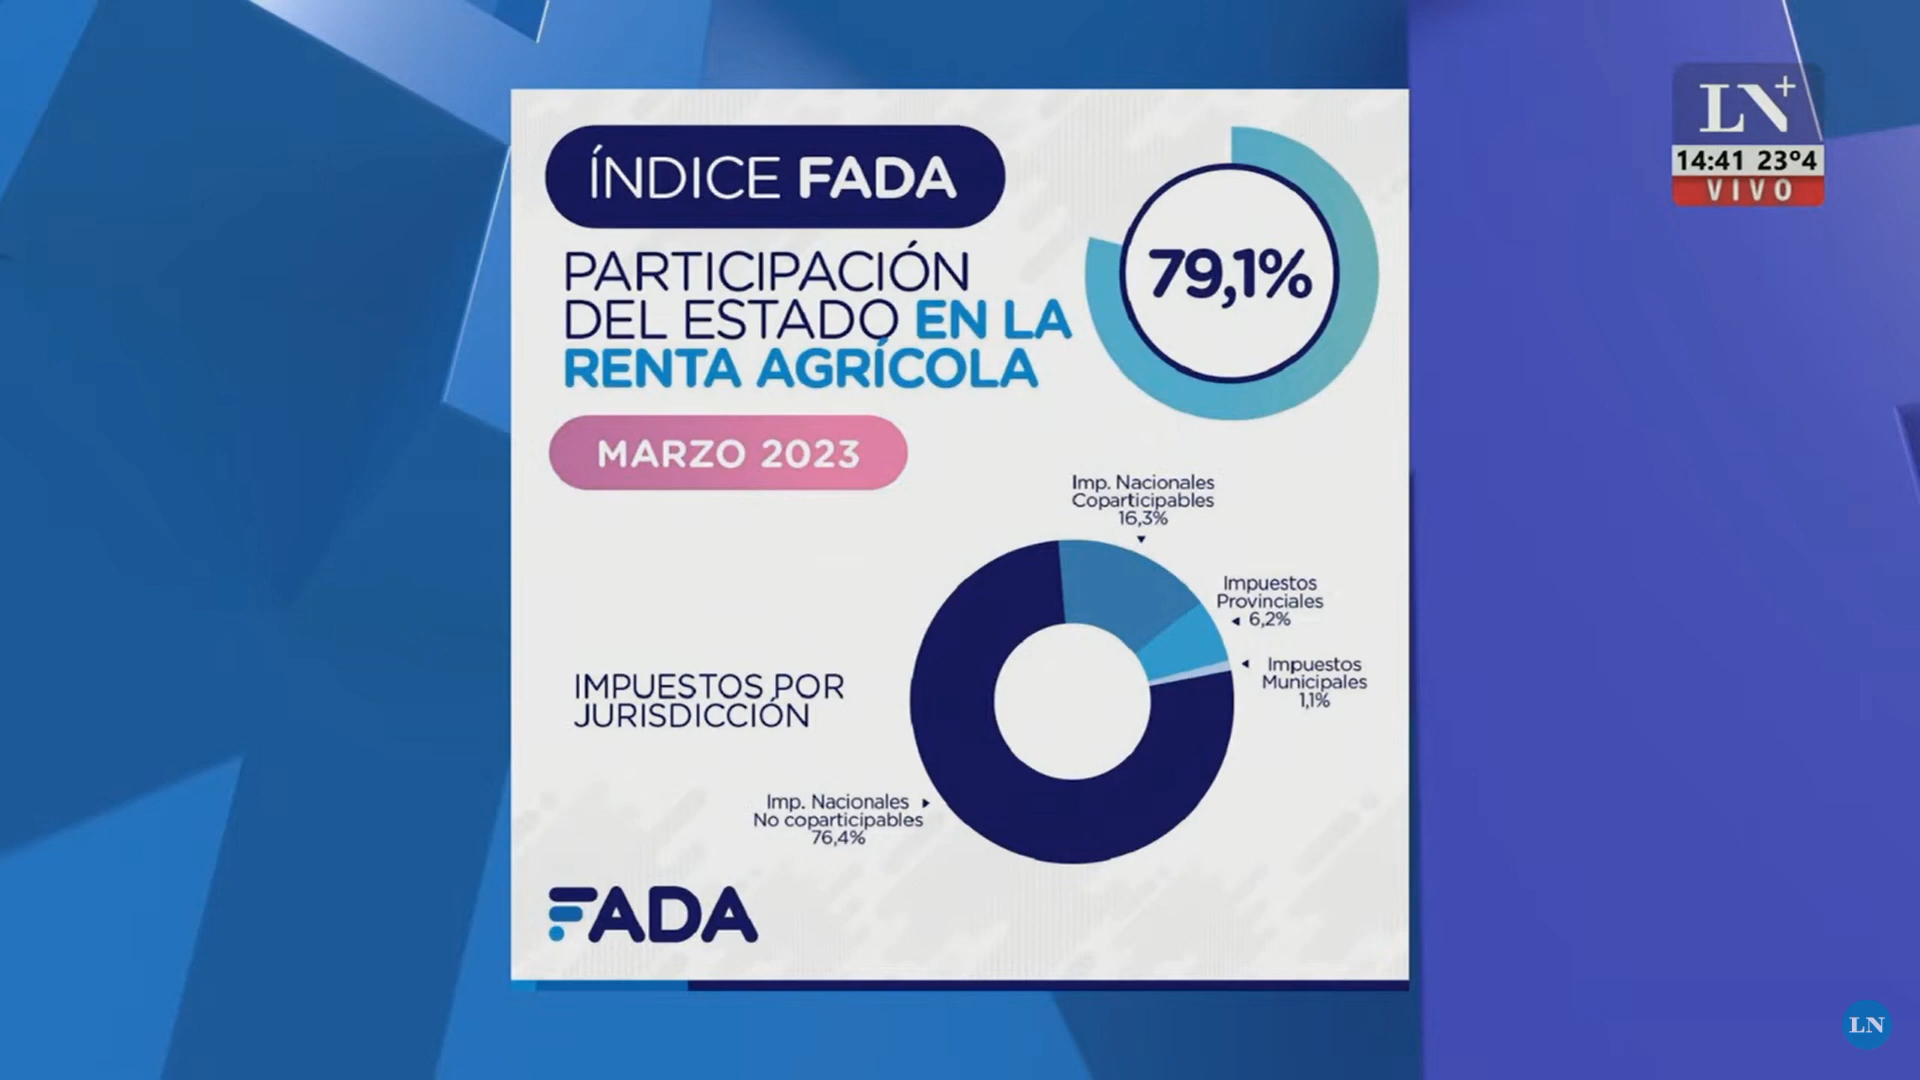 ÍNDICE FADA
PARTICIPACIÓN
DEL ESTADO EN LA
RENTA AGRÍCOLA
MARZO 2023
79,1%
LN+
14:41 23º4
VIVO
Imp. Nacionales
Coparticipables
16,3%
Impuestos
Provinciales
6,2%
Impuestos
Municipales
1,1%
IMPUESTOS POR
JURISDICCIÓN
Imp. Nacionales
No coparticipables
76,4%
FADA
LN